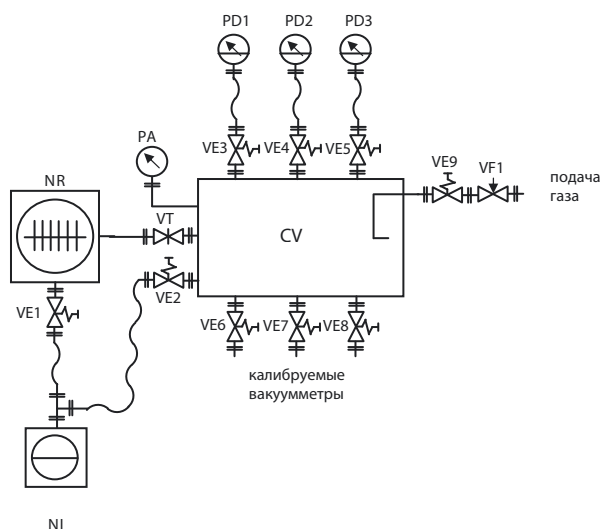 PD1
PD2
PD3
PA
VE3
VE4
VE5
VE9
VF1
подача
газа
NR
VT
CV
VE2
VE1
VE6
VE7
VE8
калибруемые
вакуумметры
NI